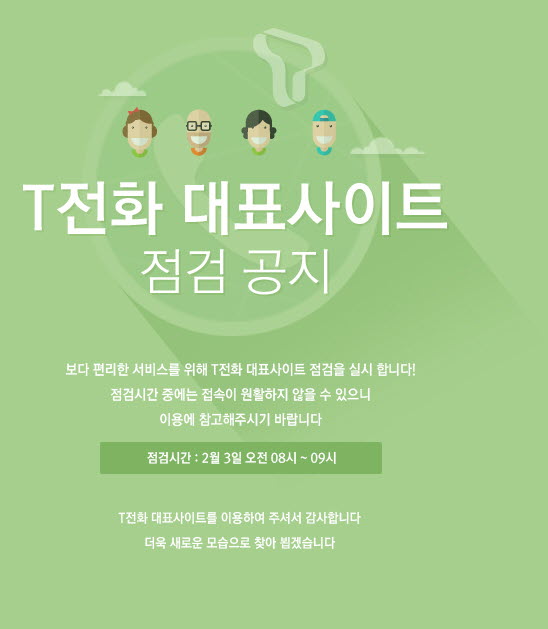 T전화 대표사이트
점검 공지
보다 편리한 서비스를 위해 T전화 대표사이트 점검을 실시 합니다!
점검시간 중에는 접속이 원활하지 않을 수 있으니
이용에 참고해주시기 바랍니다
점검시간 : 2월 3일 오전 08시 ~ 09시
T전화 대표사이트를 이용하여 주셔서 감사합니다
더욱 새로운 모습으로 찾아 뵙겠습니다